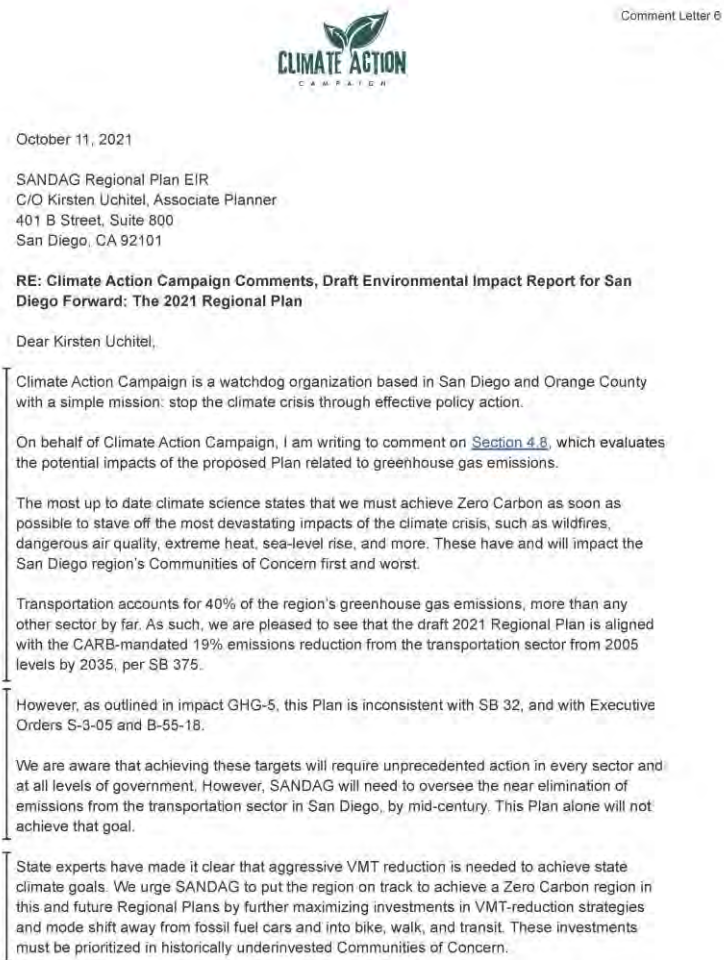 Comment Letter 6
CLIMATE ACTION
CAMPAIGN
October 11, 2021
SANDAG Regional Plan EIR
C/O Kirsten Uchitel, Associate Planner
401 B Street, Suite 800
San Diego, CA 92101
RE: Climate Action Campaign Comments, Draft Environmental Impact Report for San
Diego Forward: The 2021 Regional Plan
Dear Kirsten Uchitel,
Climate Action Campaign is a watchdog organization based in San Diego and Orange County
with a simple mission: stop the climate crisis through effective policy action.
On behalf of Climate Action Campaign, I am writing to comment on Section 4.8, which evaluates
the potential impacts of the proposed Plan related to greenhouse gas emissions.
The most up to date climate science states that we must achieve Zero Carbon as soon as
possible to stave off the most devastating impacts of the climate crisis, such as wildfires,
dangerous air quality, extreme heat, sea-level rise, and more. These have and will impact the
San Diego region's Communities of Concern first and worst.
Transportation accounts for 40% of the region's greenhouse gas emissions, more than any
other sector by far. As such, we are pleased to see that the draft 2021 Regional Plan is aligned
with the CARB-mandated 19% emissions reduction from the transportation sector from 2005
levels by 2035, per SB 375.
However, as outlined in impact GHG-5, this Plan is inconsistent with SB 32, and with Executive
Orders S-3-05 and B-55-18.
We are aware that achieving these targets will require unprecedented action in every sector and
at all levels of government. However, SANDAG will need to oversee the near elimination of
emissions from the transportation sector in San Diego, by mid-century. This Plan alone will not
achieve that goal.
State experts have made it clear that aggressive VMT reduction is needed to achieve state
climate goals. We urge SANDAG to put the region on track to achieve a Zero Carbon region in
this and future Regional Plans by further maximizing investments in VMT-reduction strategies
and mode shift away from fossil fuel cars and into bike, walk, and transit. These investments
must be prioritized in historically underinvested Communities of Concern.